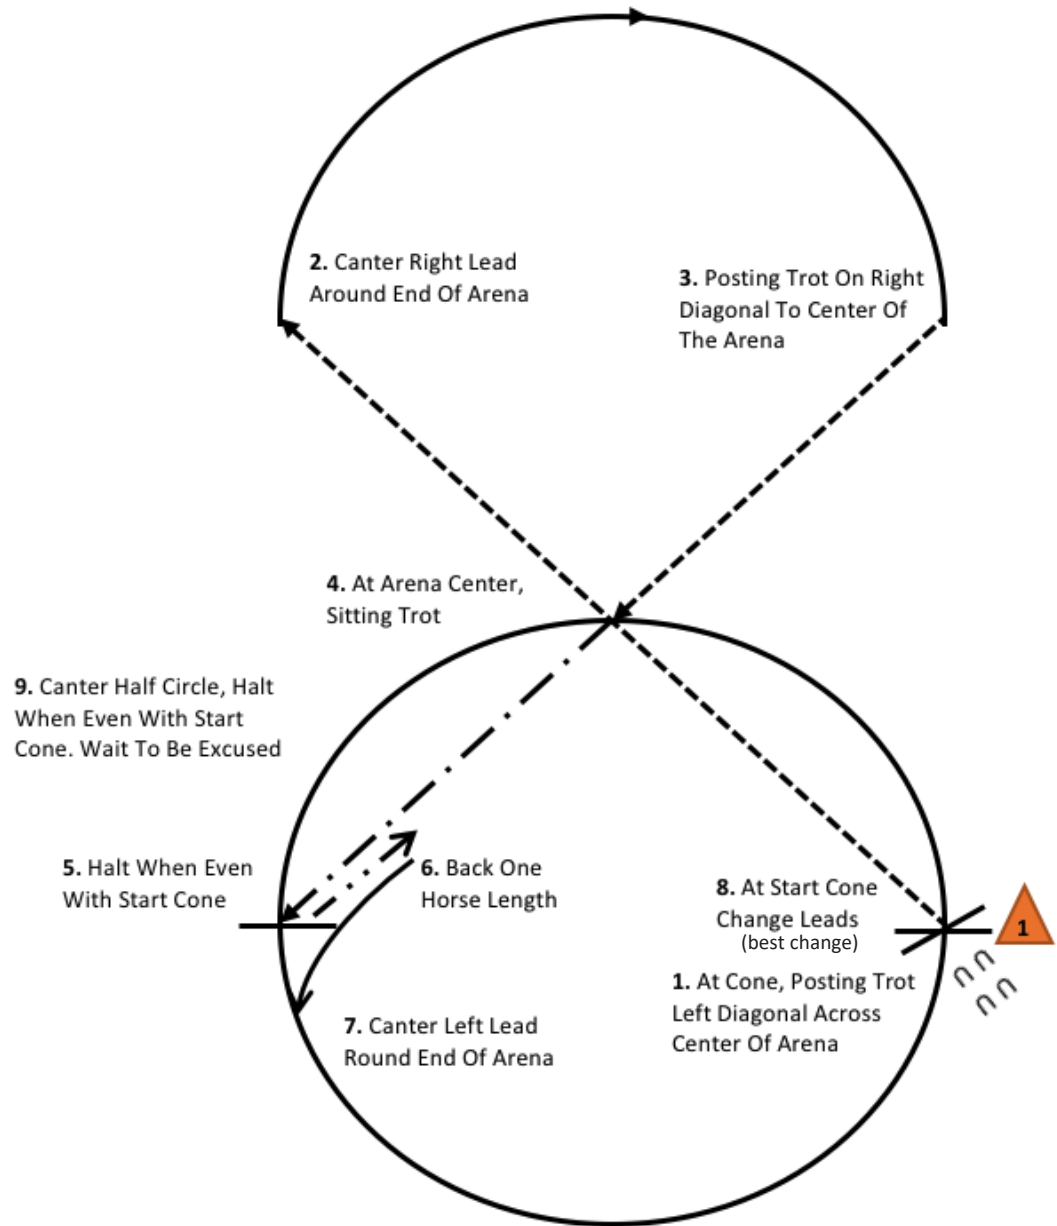 2. Canter Right Lead
Around End Of Arena
3. Posting Trot On Right
Diagonal To Center Of
The Arena
4. At Arena Center,
Sitting Trot
9. Canter Half Circle, Halt
When Even With Start
Cone. Wait To Be Excused
5. Halt When Even
With Start Cone
6. Back One
Horse Length
8. At Start Cone
Change Leads
(best change)
1
1. At Cone, Posting Trot
Left Diagonal Across
Center Of Arena
7. Canter Left Lead
Round End Of Arena